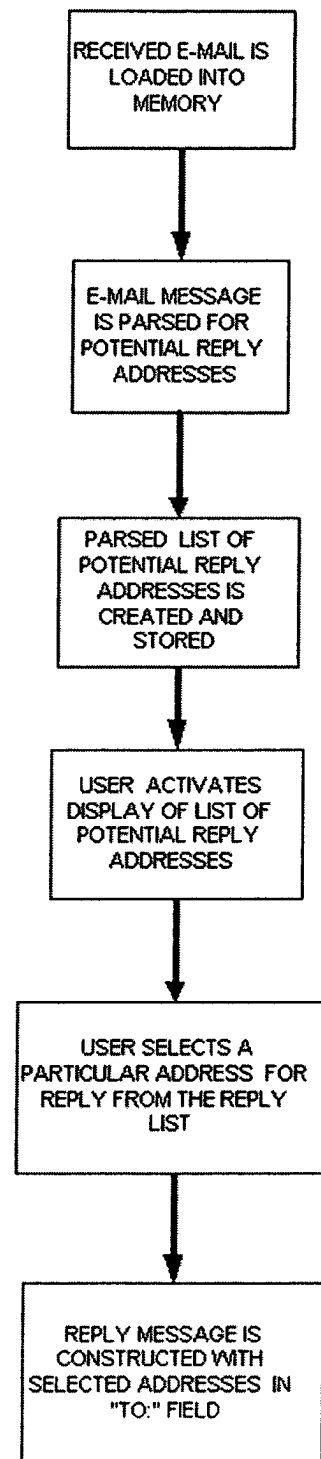 RECEIVED E-MAIL IS
LOADED INTO
MEMORY
E-MAIL MESSAGE
IS PARSED FOR
POTENTIAL REPLY
ADDRESSES
PARSED LIST OF
POTENTIAL REPLY
ADDRESSES IS
CREATED AND
STORED
USER ACTIVATES
DISPLAY OF LIST OF
POTENTIAL REPLY
ADDRESSES
USER SELECTS A
PARTICULAR ADDRESS FOR
REPLY FROM THE REPLY
LIST
REPLY MESSAGE IS
CONSTRUCTED WITH
SELECTED ADDRESSES IN
"TO:" FIELD